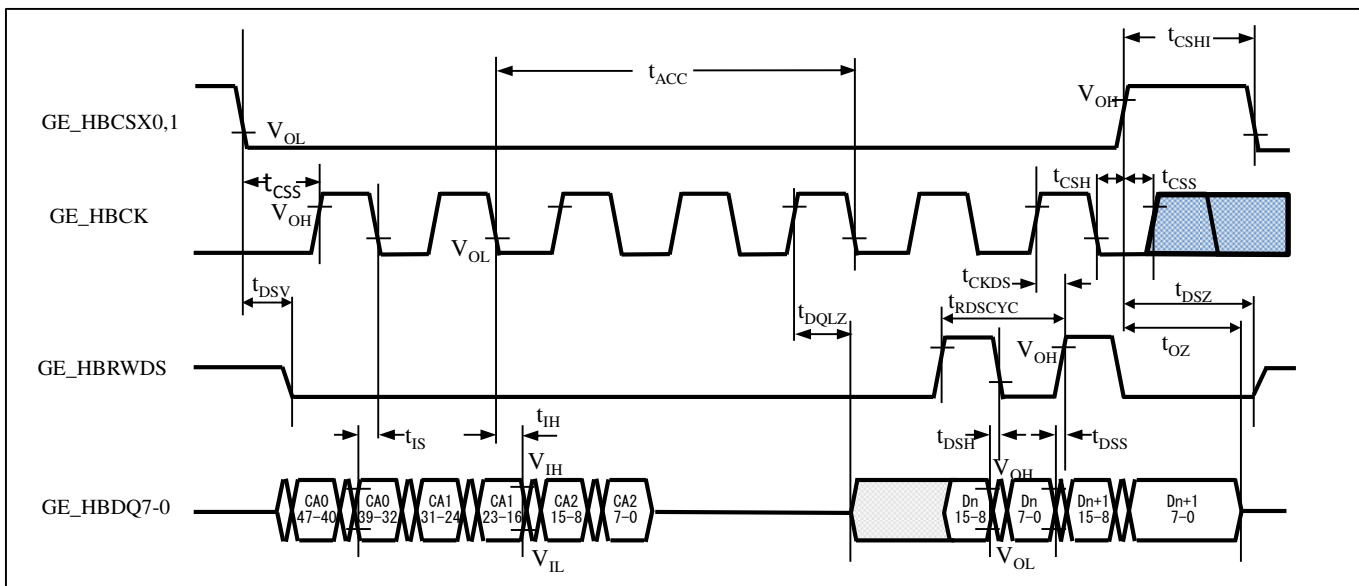 tCSHI
tACC
VOH
GE_HBCSX0,1
VOL
tCSS
tCSH
tCSS
VOH
GE_HBCK
VOL
tCKDS
tDSV
tDSZ
tRDSCYC
tDQLZ
tOZ
VOH
GE_HBRWDS
tIH
tIS
tDSH
tDSS
VIH
VOH
GE_HBDQ7-0
CA0 47-40
CA0 39-32
CA1 31-24
CA1 23-16
CA2 15-8
CA2 7-0
Dn 15-8
Dn 7-0
Dn+1 15-8
Dn+1 7-0
VIL
VOL